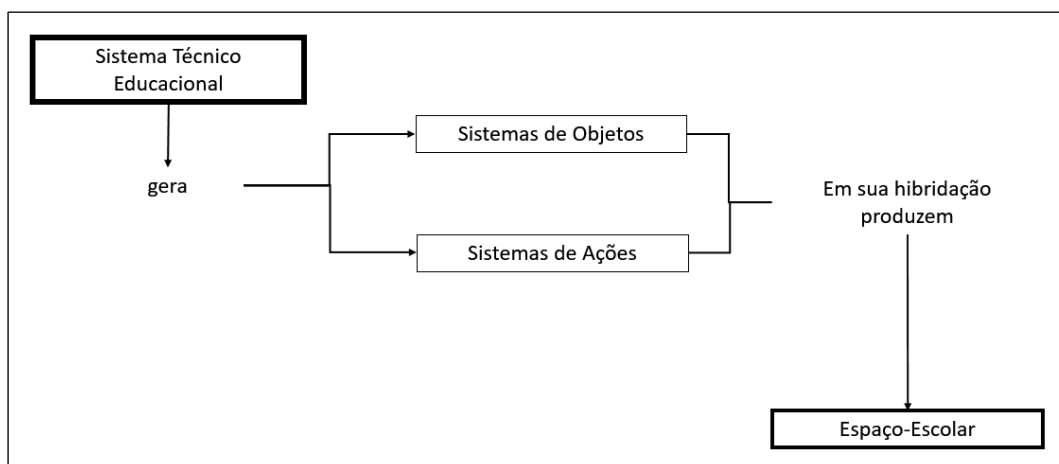 Sistema Técnico
Educacional
gera
Sistemas de Objetos
Sistemas de Ações
Em sua hibridação
produzem
Espaço-Escolar